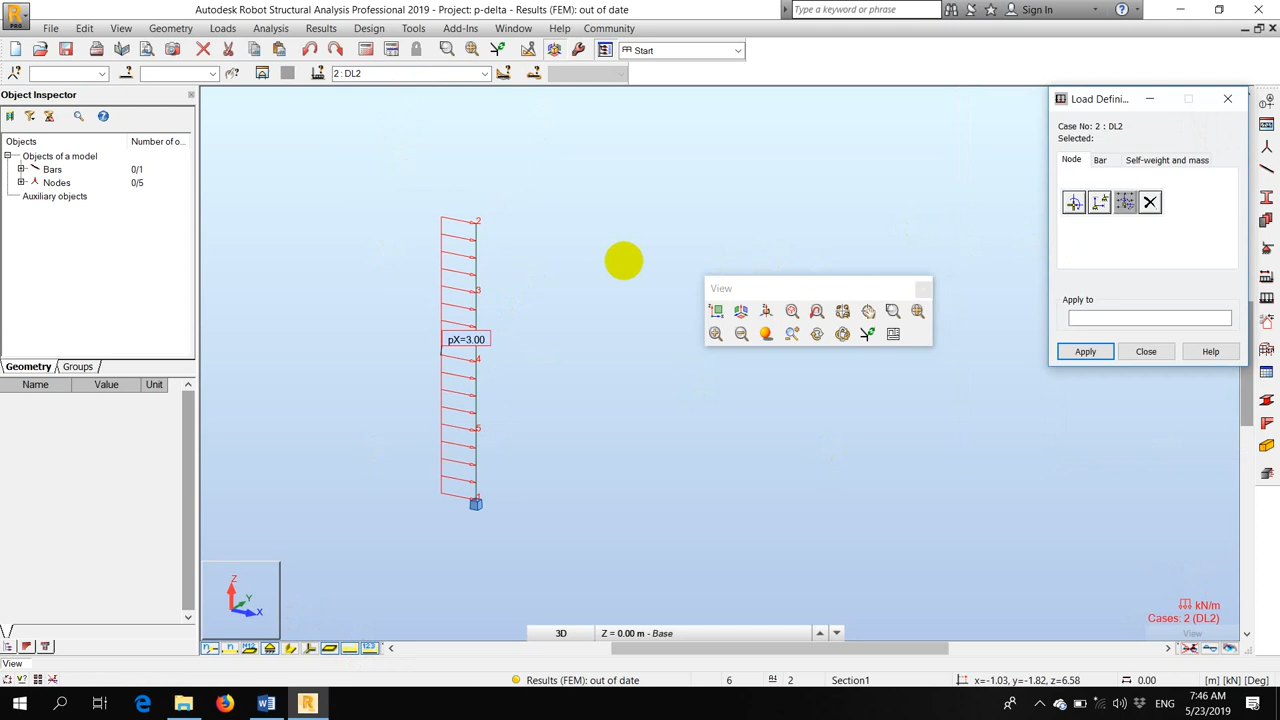 Autodesk Robot Structural Analysis Professional 2019 - Project: p-delta - Results (FEM): out of date
Type a keyword or phrase
Sign In
PRO
File Edit View Geometry Loads Analysis Results Design Tools Add-Ins Window Help Community
Start
2 : DL2
Object Inspector
Objects Number of o...
Objects of a model
Bars 0/1
Nodes 0/5
Auxiliary objects
Geometry Groups
Name Value Unit
2
3
pX=3.00
4
5
1
Z
Y
X
View
Load Defini...
Case No: 2 : DL2
Selected:
Node Bar Self-weight and mass
Apply to
Apply Close Help
kN/m
Cases: 2 (DL2)
View
3D Z = 0.00 m - Base
View
Results (FEM): out of date 6 2 Section1 x=-1.03, y=-1.82, z=6.58 0.00 [m] [kN] [Deg]
ENG
7:46 AM
5/23/2019